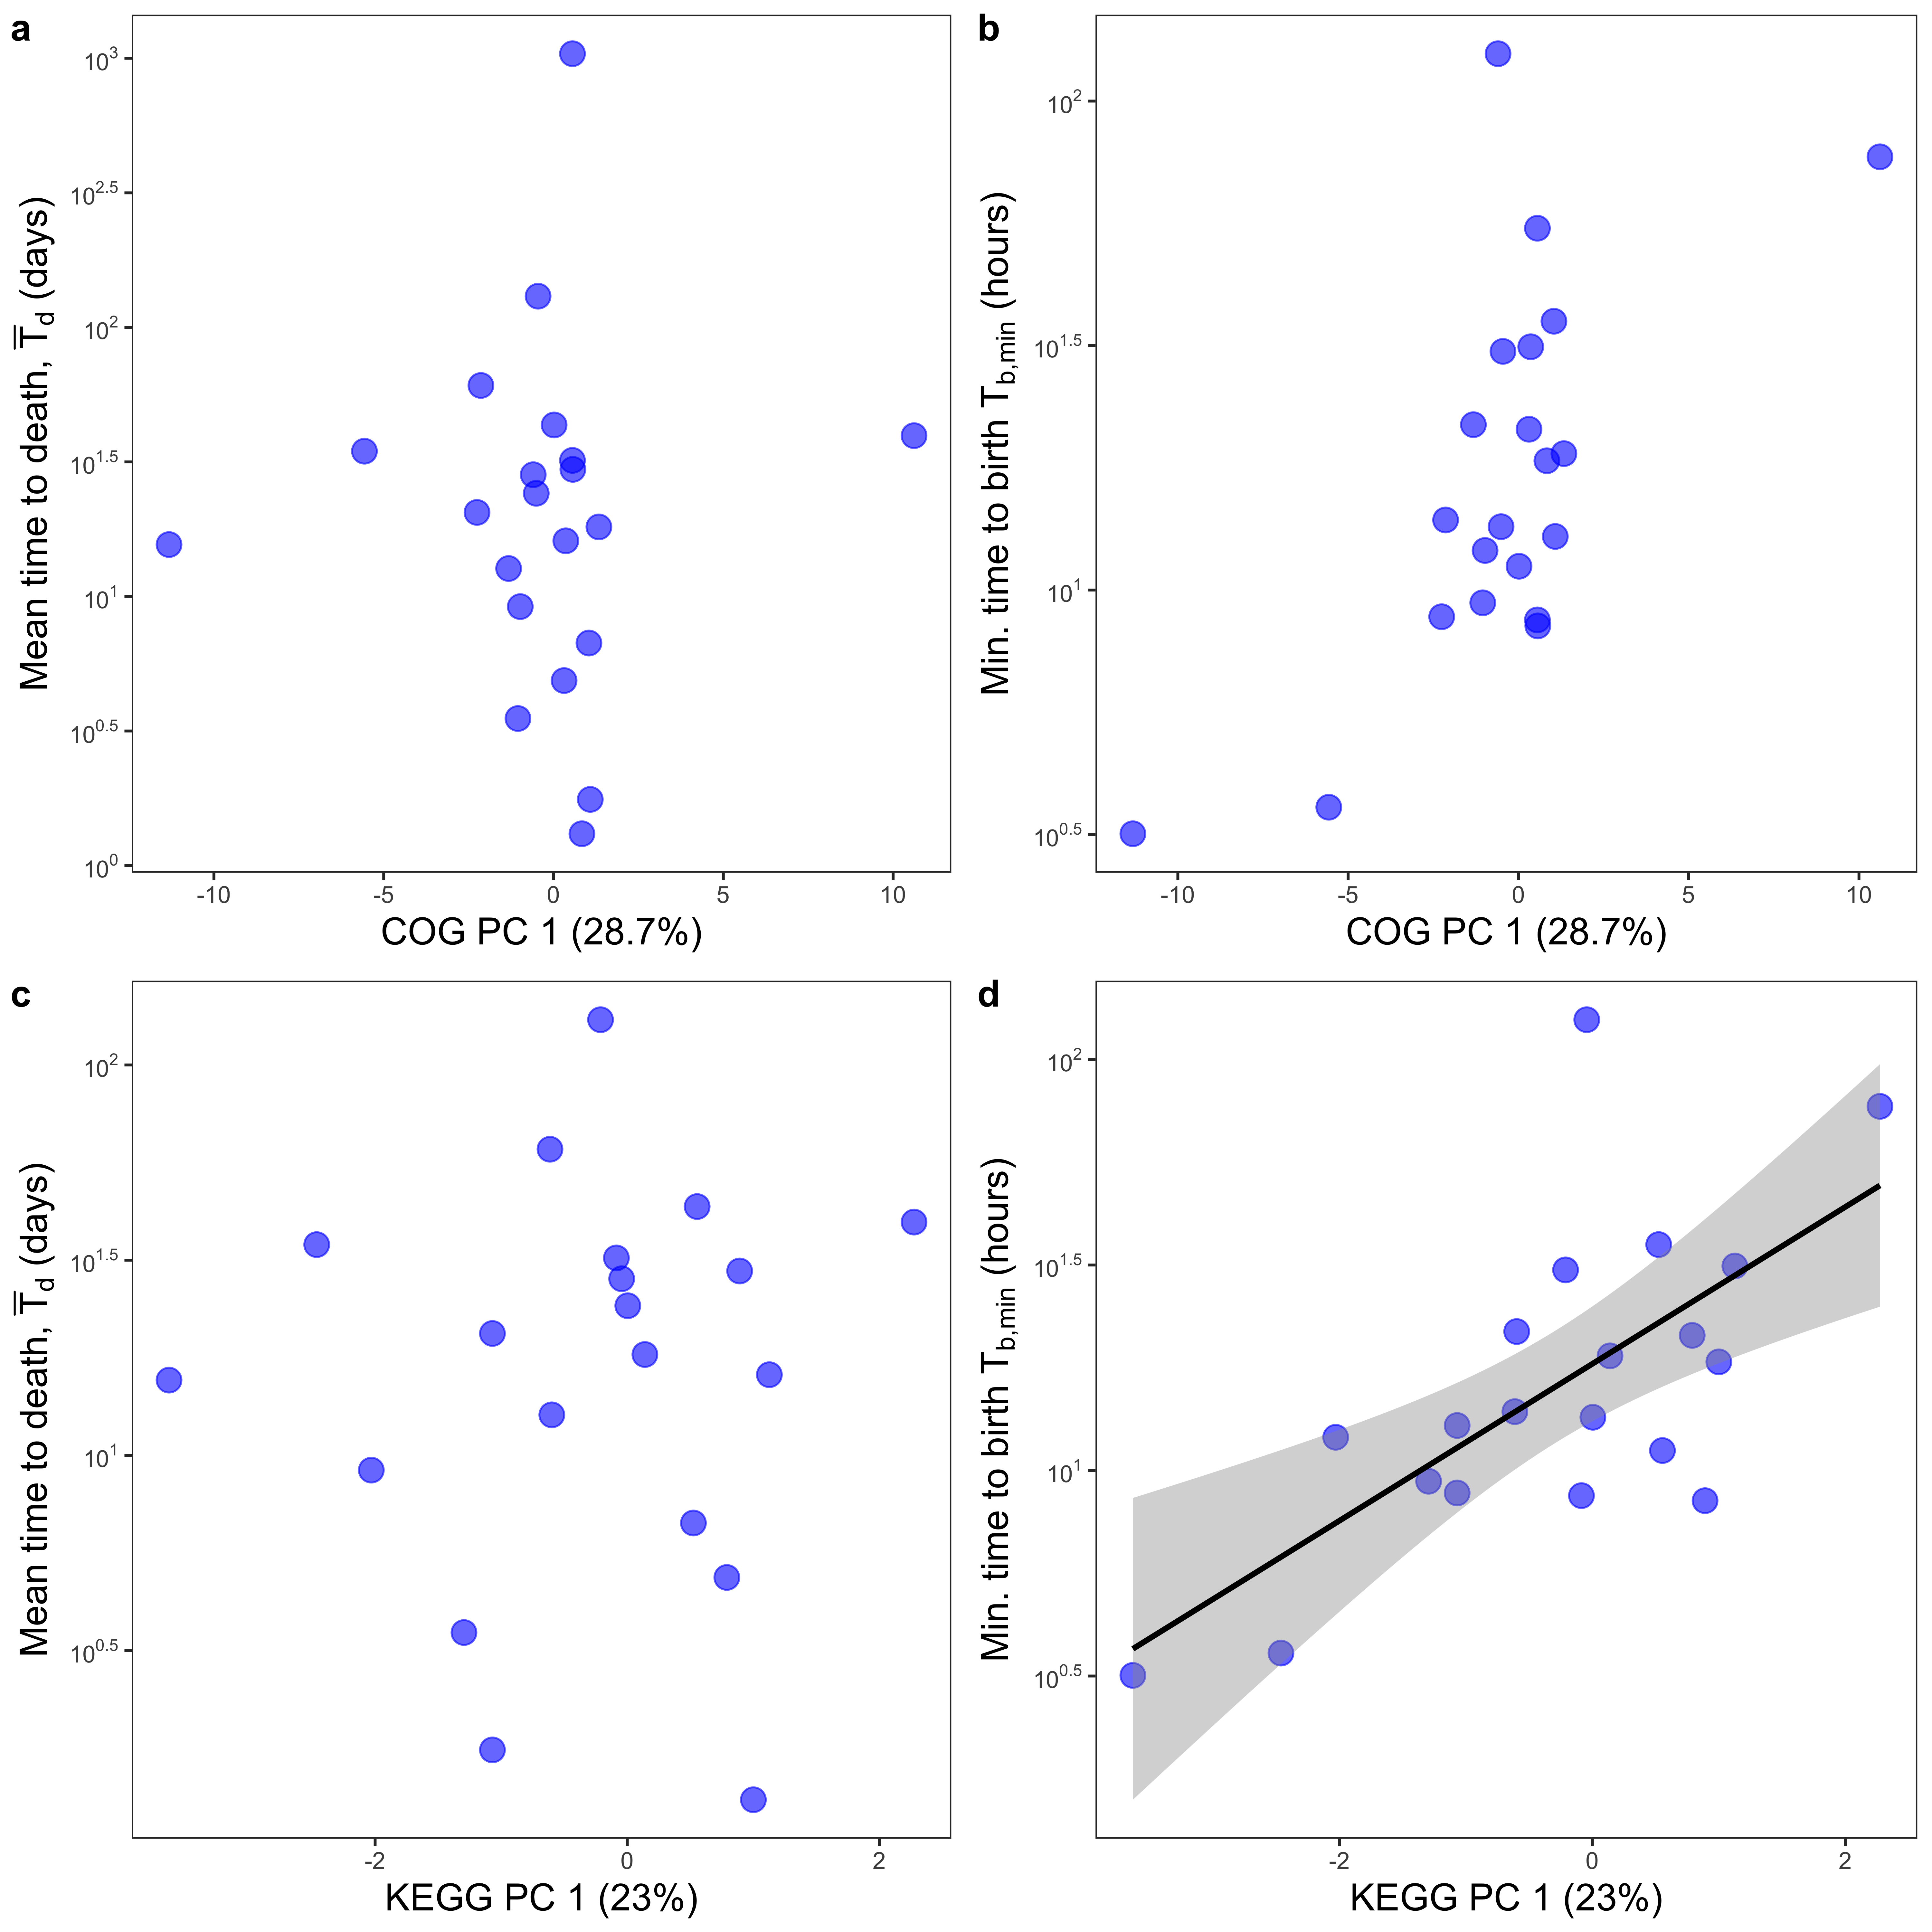 a
10^3
10^2.5
10^2
10^1.5
10^1
10^0.5
10^0
Mean time to death, T̿_d (days)
-10 -5 0 5 10
COG PC 1 (28.7%)
b
10^2
10^1.5
10^1
10^0.5
Min. time to birth T_b,min (hours)
-10 -5 0 5 10
COG PC 1 (28.7%)
c
10^2
10^1.5
10^1
10^0.5
Mean time to death, T̿_d (days)
-2 0 2
KEGG PC 1 (23%)
d
10^2
10^1.5
10^1
10^0.5
Min. time to birth T_b,min (hours)
-2 0 2
KEGG PC 1 (23%)